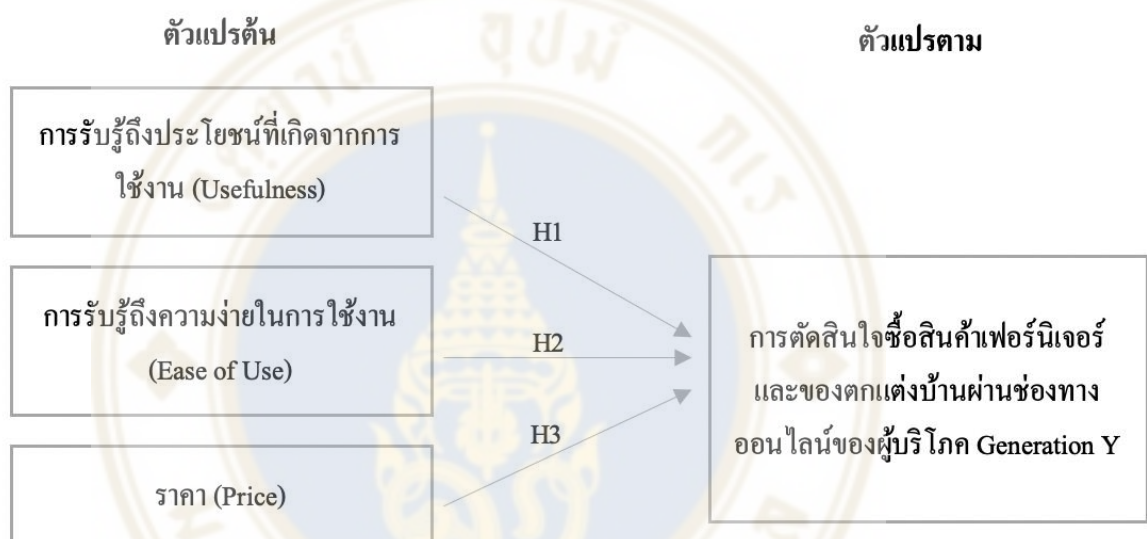 ตัวแปรต้น
ตัวแปรตาม
การรับรู้ถึงประโยชน์ที่เกิดจากการ
ใช้งาน (Usefulness)
H1
การรับรู้ถึงความง่ายในการใช้งาน
(Ease of Use)
H2
ราคา (Price)
H3
การตัดสินใจซื้อสินค้าเฟอร์นิเจอร์
และของตกแต่งบ้านผ่านช่องทาง
ออนไลน์ของผู้บริโภค Generation Y